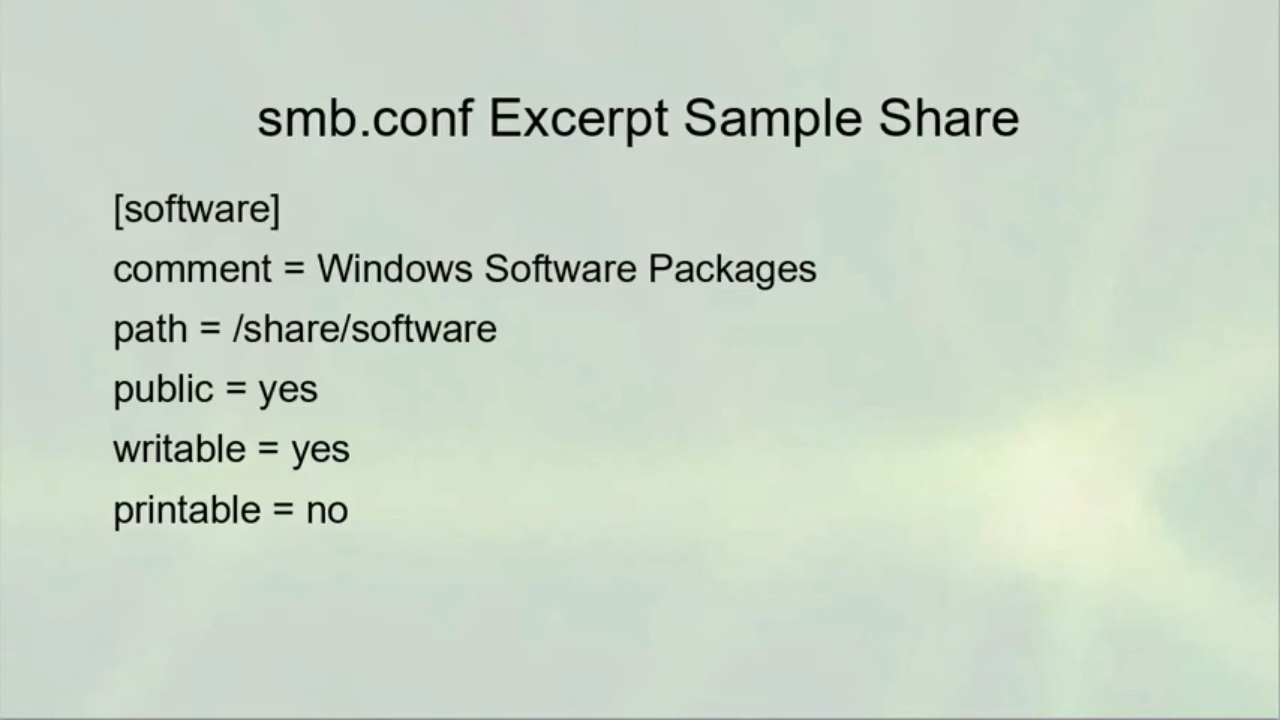 smb.conf Excerpt Sample Share
[software]
comment = Windows Software Packages
path = /share/software
public = yes
writable = yes
printable = no